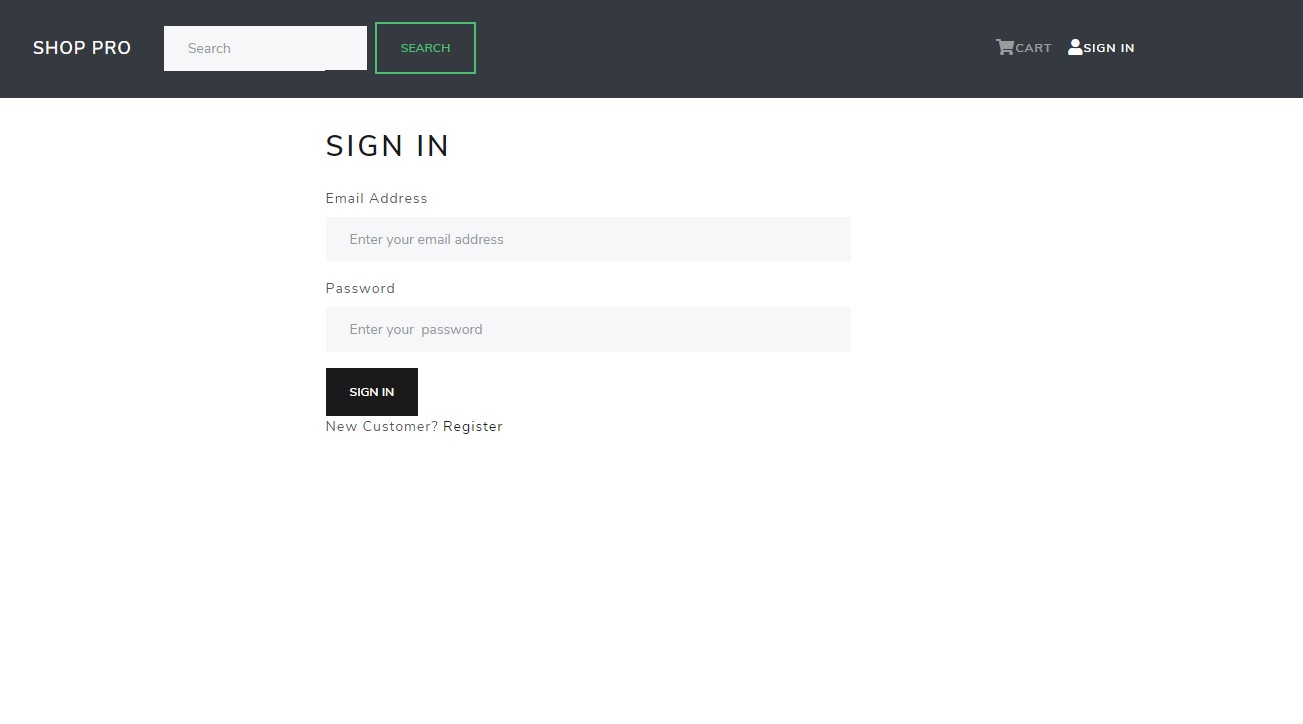 SHOP PRO Search SEARCH CART SIGN IN
SIGN IN
Email Address
Enter your email address
Password
Enter your  password
SIGN IN
New Customer? Register